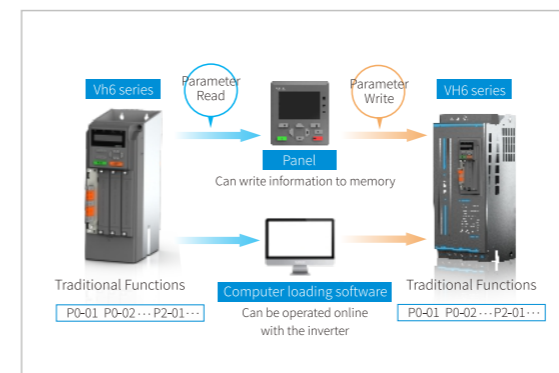 Vh6 series
Parameter
Read
Parameter
Write
VH6 series
Panel
Can write information to memory
Traditional Functions
P0-01 P0-02···P2-01···
Computer loading software
Can be operated online
with the inverter
Traditional Functions
P0-01 P0-02···P2-01···